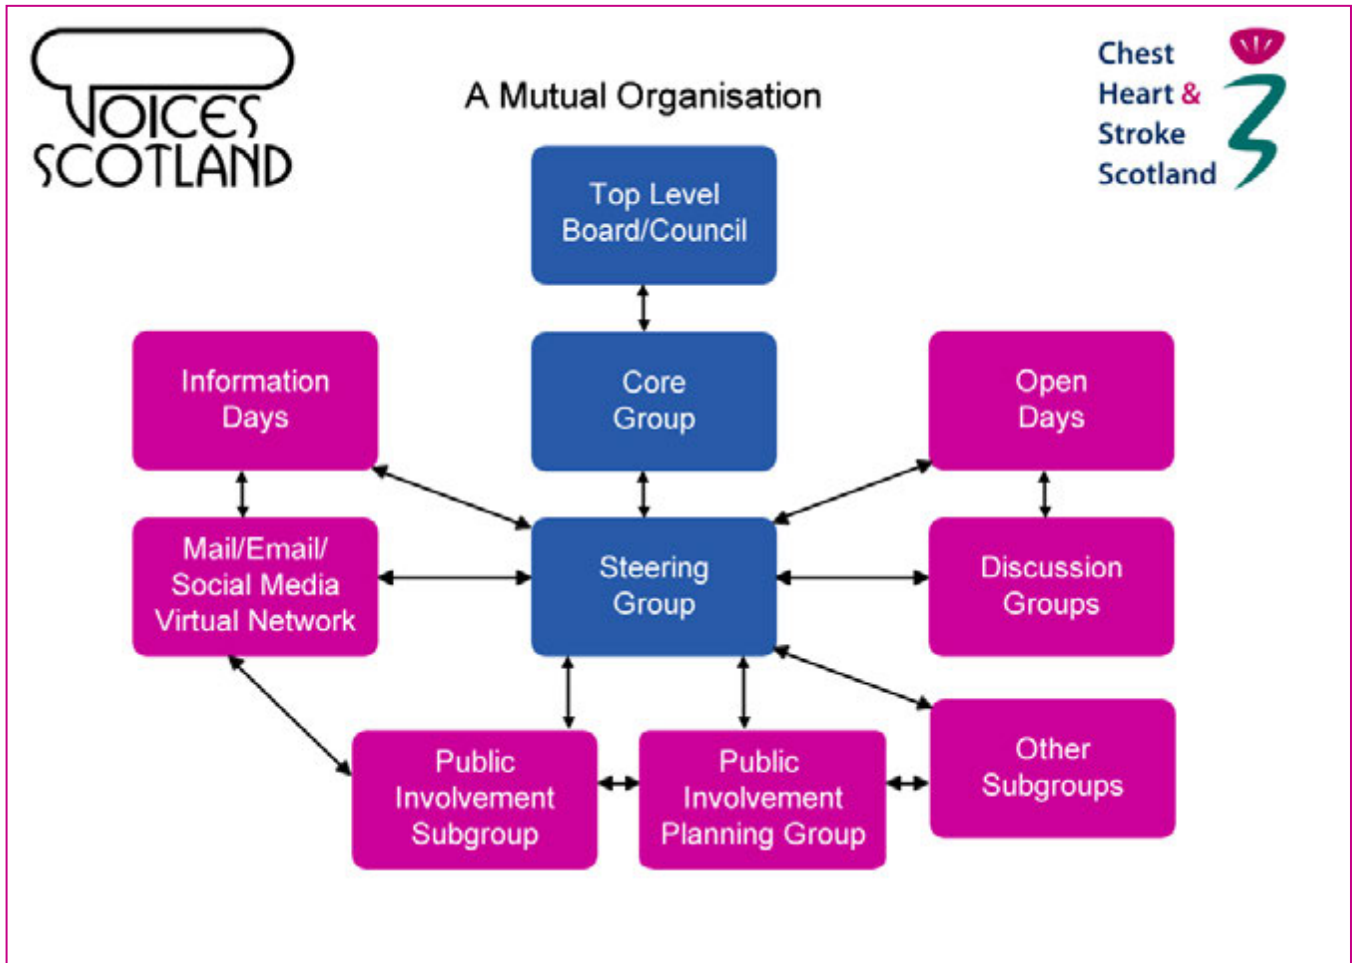 VOICES
SCOTLAND
A Mutual Organisation
Chest
Heart &
Stroke
Scotland
Top Level
Board/Council
Information
Days
Core
Group
Open
Days
Mail/Email/
Social Media
Virtual Network
Steering
Group
Discussion
Groups
Public
Involvement
Subgroup
Public
Involvement
Planning Group
Other
Subgroups